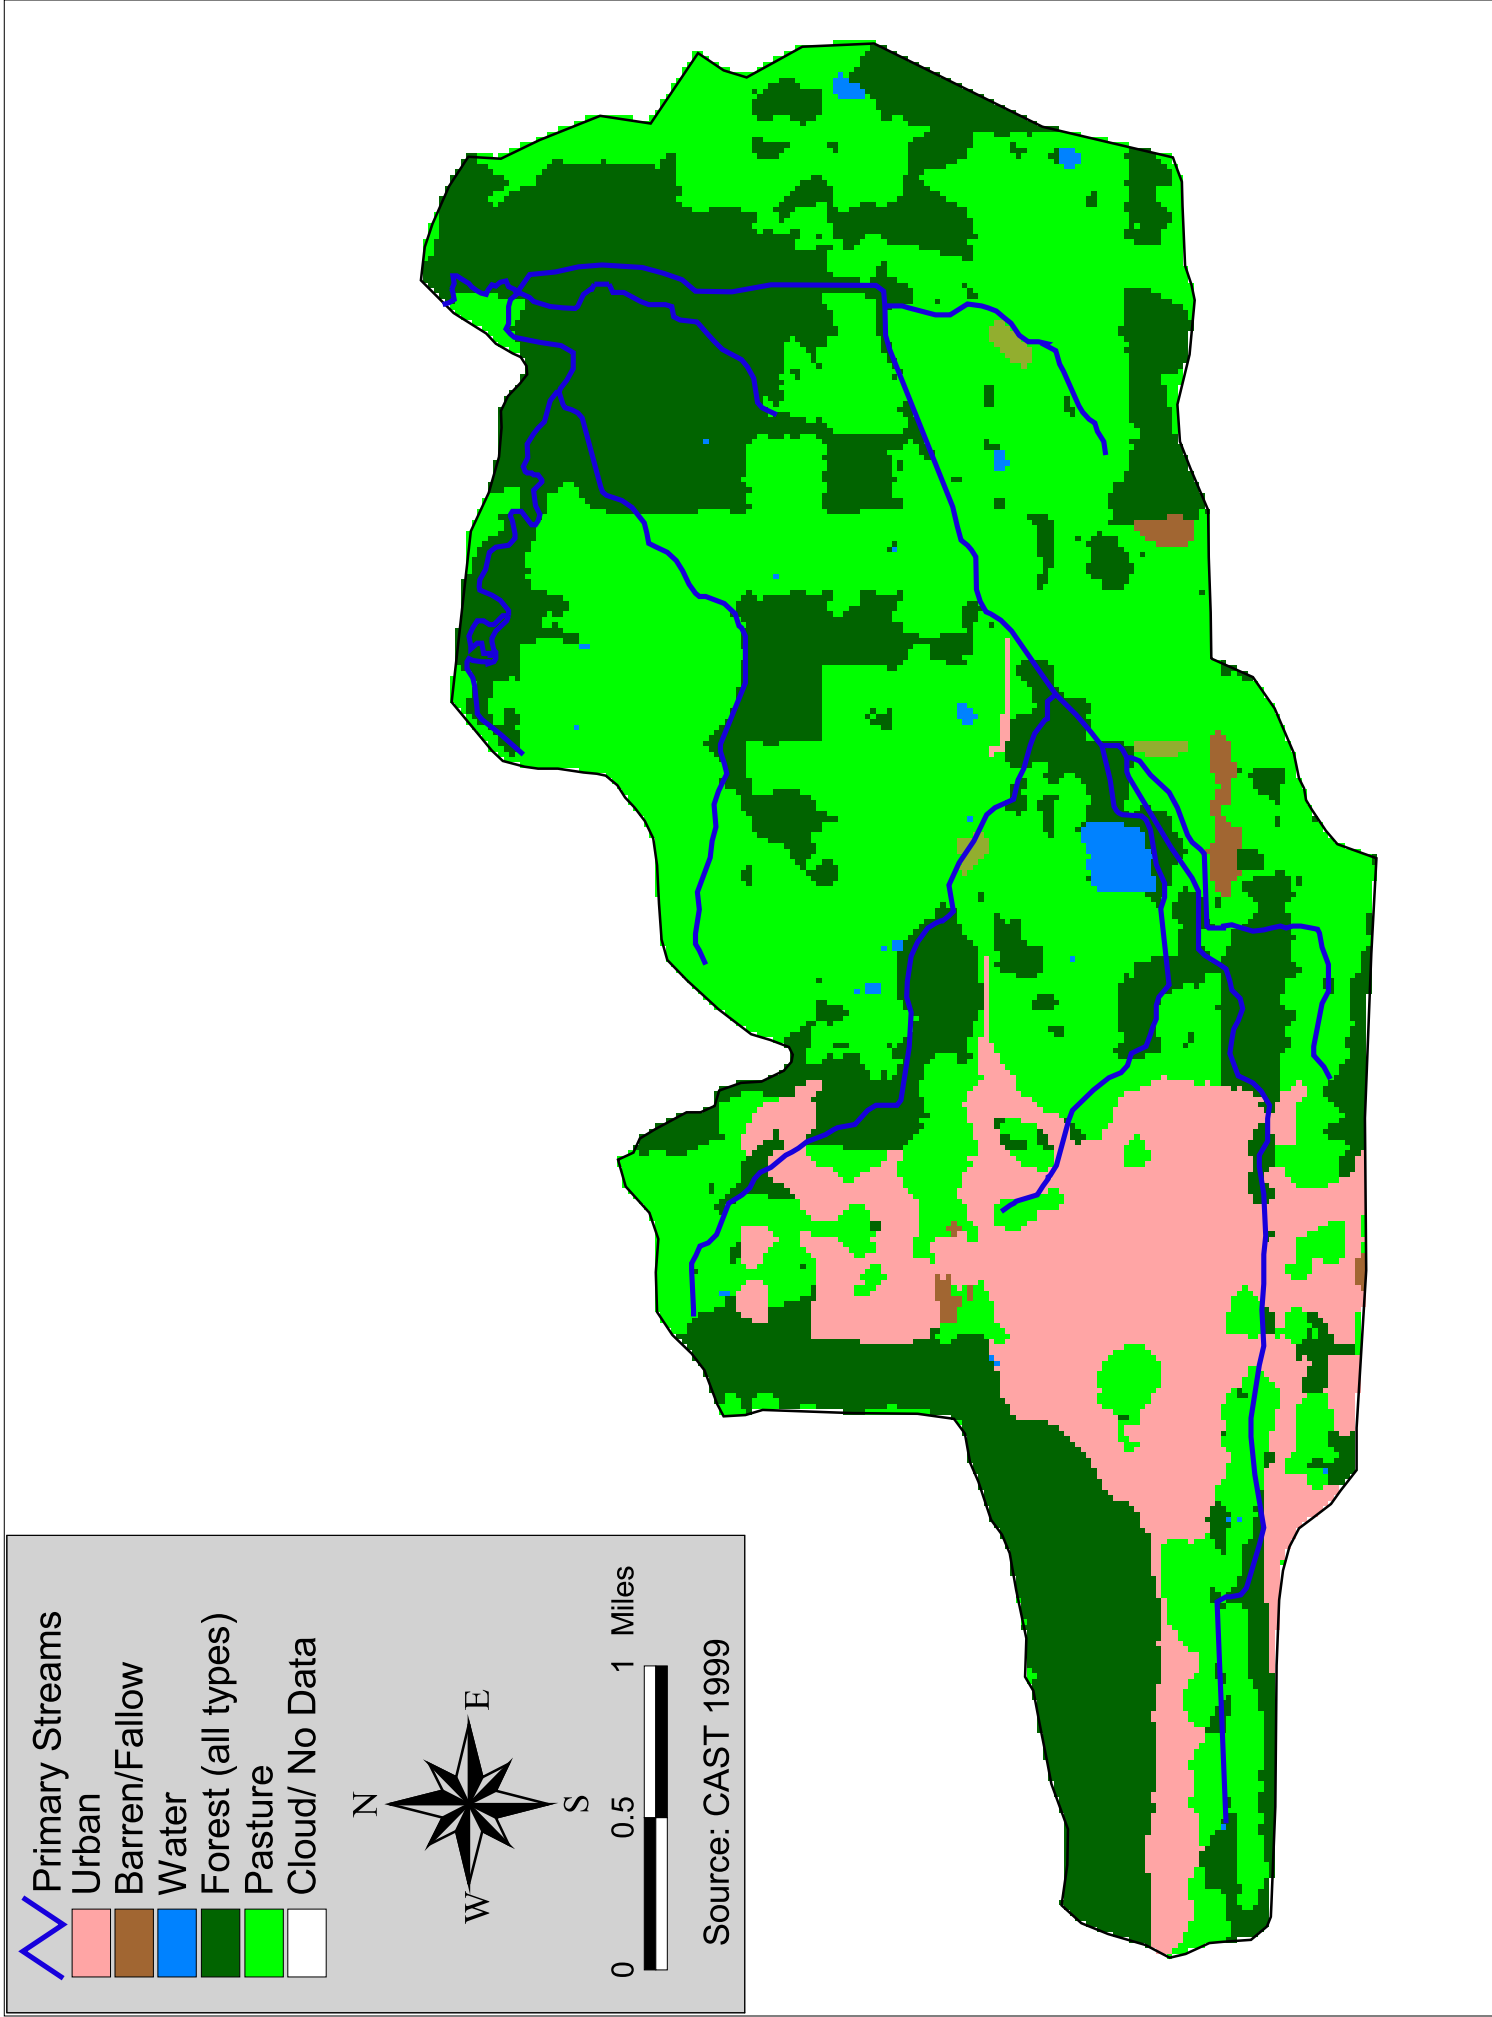 Primary Streams
Urban
Barren/Fallow
Water
Forest (all types)
Pasture
Cloud/ No Data
N
W E
S
0 0.5 1 Miles
Source: CAST 1999